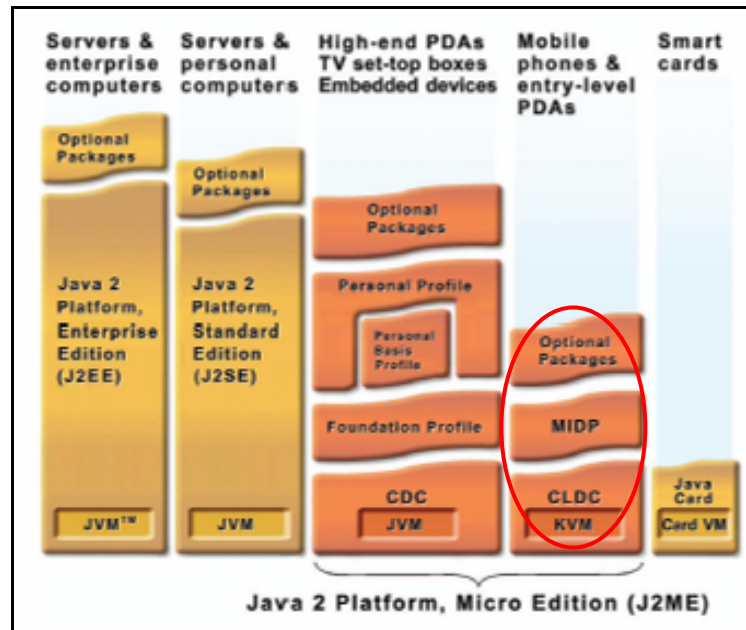 Servers &
enterprise
computers
Servers &
personal
computers
High-end PDAs
TV set-top boxes
Embedded devices
Mobile
phones &
entry-level
PDAs
Smart
cards
Optional
Packages
Java 2
Platform,
Enterprise
Edition
(J2EE)
JVM™
Optional
Packages
Java 2
Platform,
Standard
Edition
(J2SE)
JVM
Optional
Packages
Personal Profile
Personal
Basis
Profile
Foundation Profile
CDC
JVM
Optional
Packages
MIDP
CLDC
KVM
Java
Card
Card VM
Java 2 Platform, Micro Edition (J2ME)